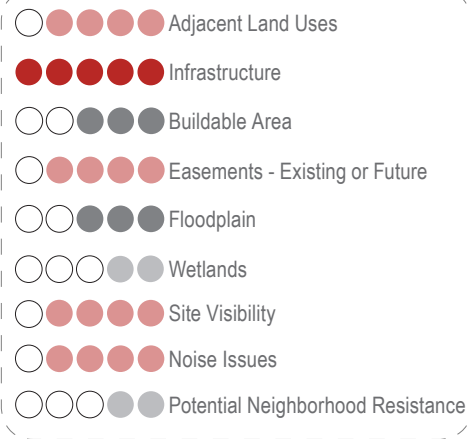 Adjacent Land Uses
Infrastructure
Buildable Area
Easements - Existing or Future
Floodplain
Wetlands
Site Visibility
Noise Issues
Potential Neighborhood Resistance